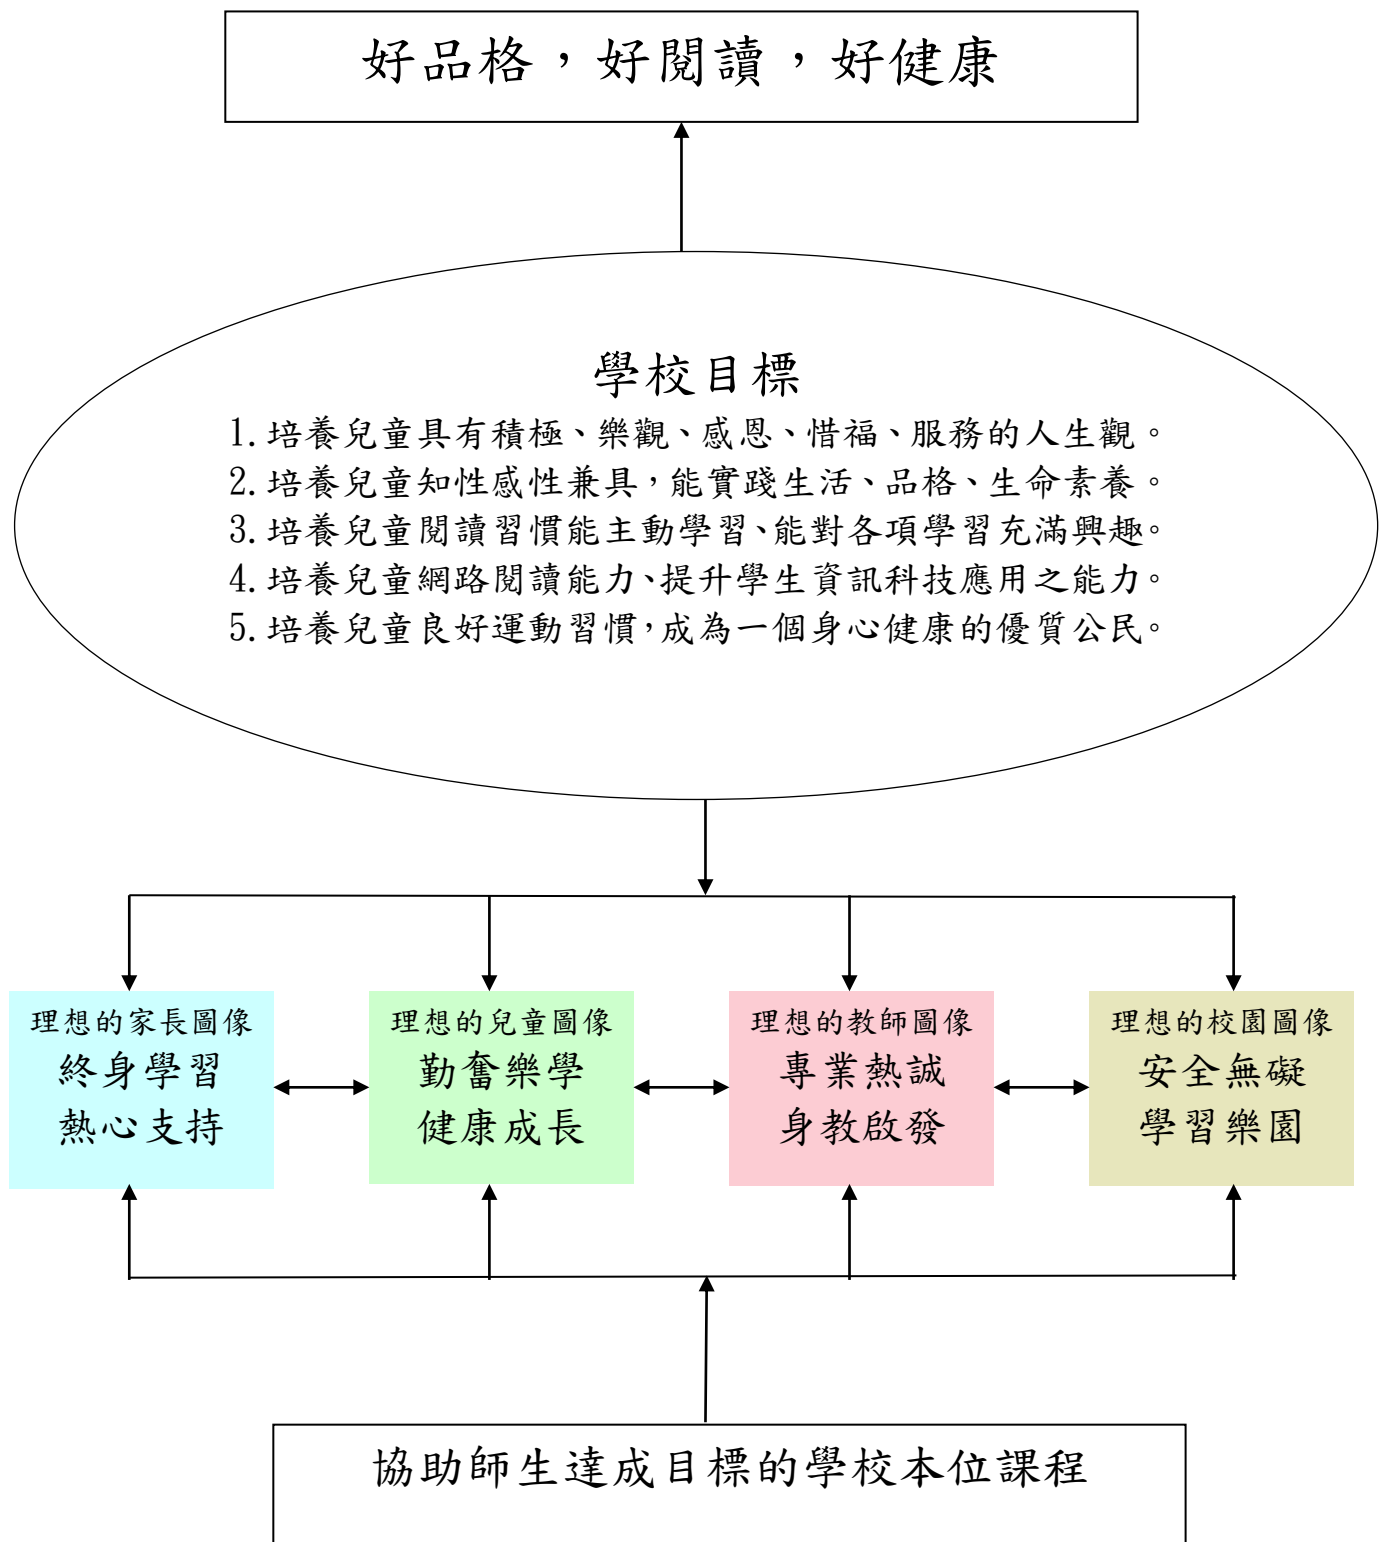 好品格，好閱讀，好健康
學校目標
1.培養兒童具有積極、樂觀、感恩、惜福、服務的人生觀。
2.培養兒童知性感性兼具，能實踐生活、品格、生命素養。
3.培養兒童閱讀習慣能主動學習、能對各項學習充滿興趣。
4.培養兒童網路閱讀能力、提升學生資訊科技應用之能力。
5.培養兒童良好運動習慣，成為一個身心健康的優質公民。
理想的家長圖像
終身學習
熱心支持
理想的兒童圖像
勤奮樂學
健康成長
理想的教師圖像
專業熱誠
身教啟發
理想的校園圖像
安全無礙
學習樂園
協助師生達成目標的學校本位課程